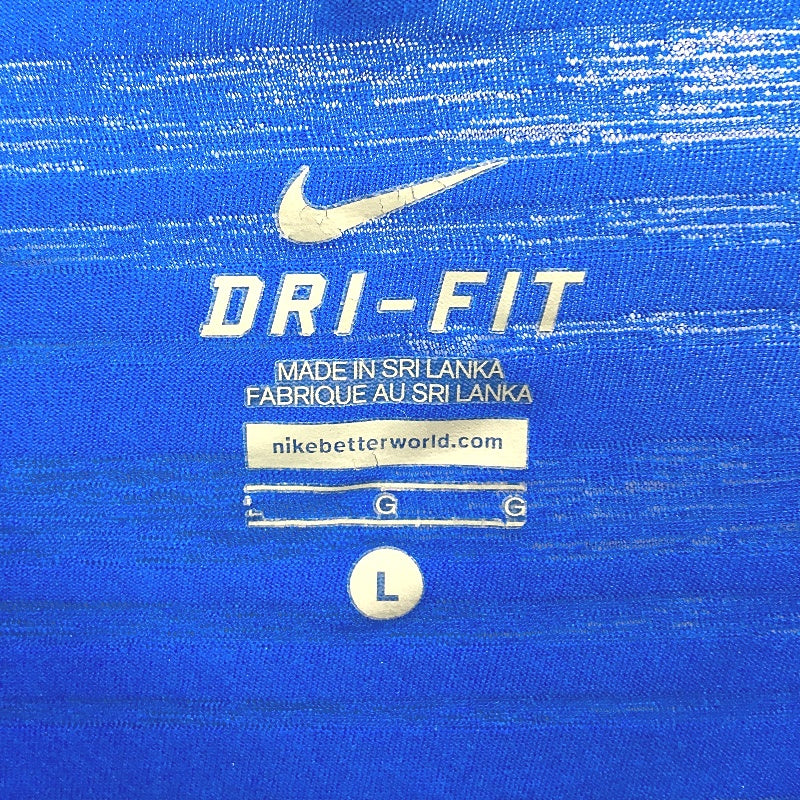 DRI-FIT
MADE IN SRI LANKA
FABRIQUE AU SRI LANKA
nikebetterworld.com
G G
L